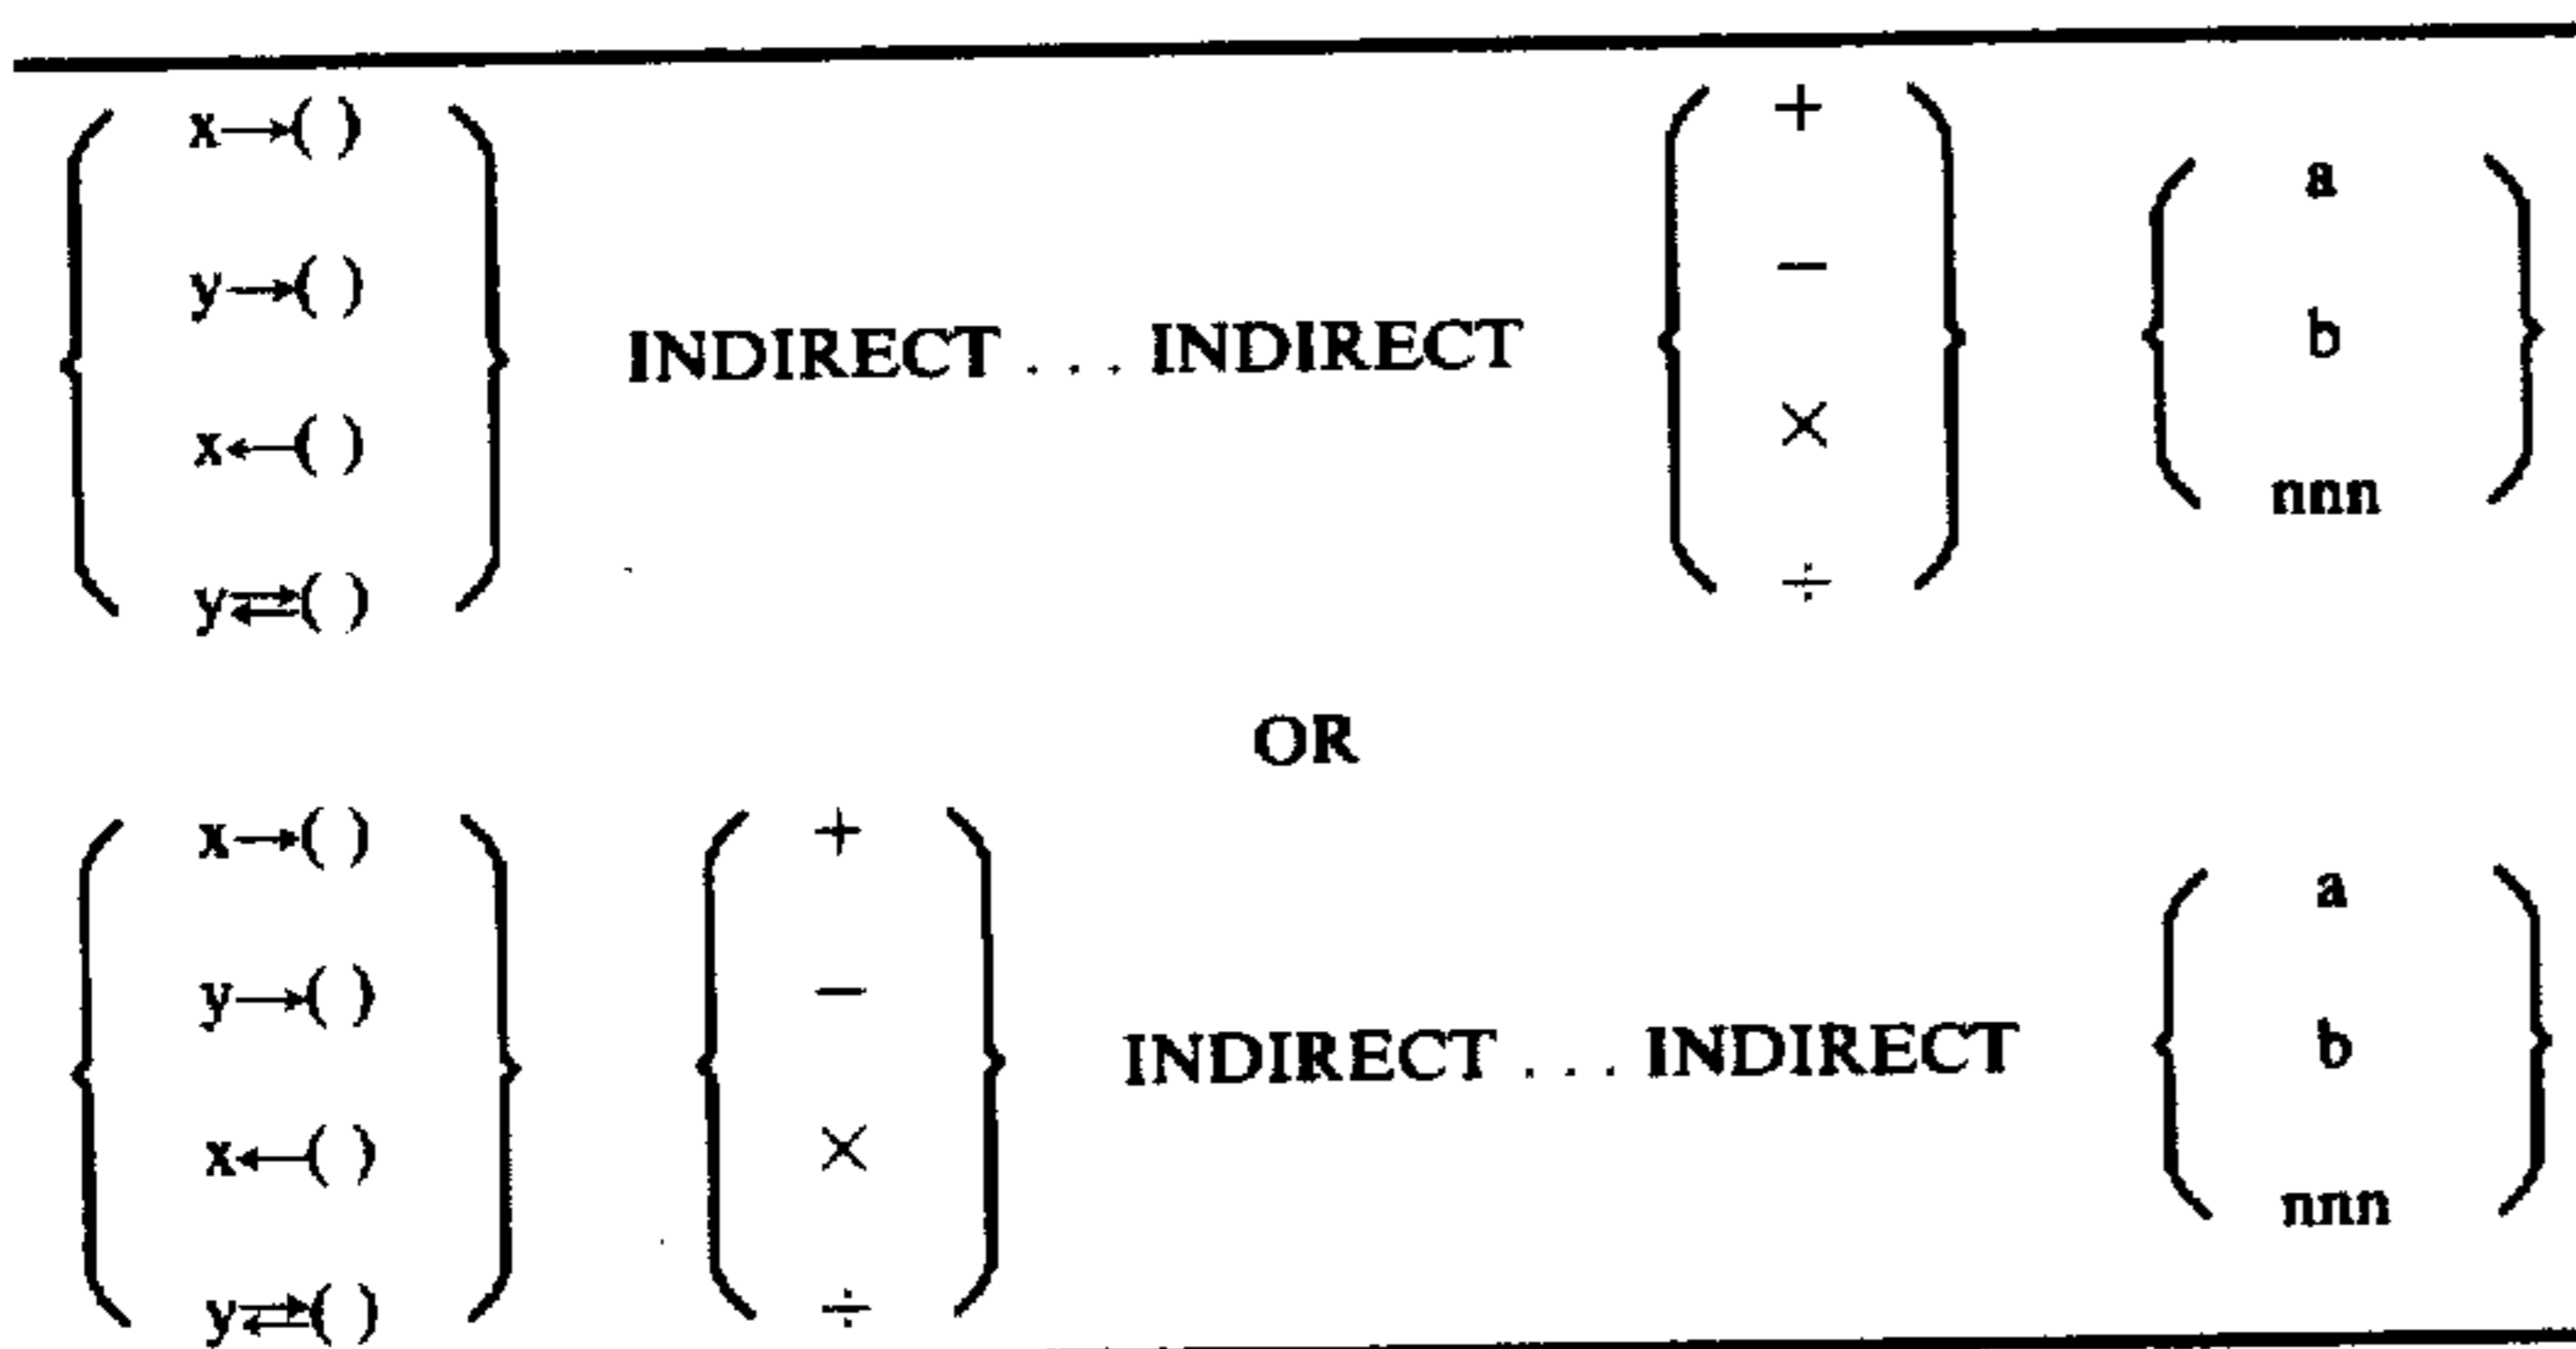 x→( ) +
a
y→( ) −
INDIRECT . . . INDIRECT b
x←( ) ×
nnn
y⇄( ) ÷
OR
x→( ) +
a
y→( ) −
INDIRECT . . . INDIRECT b
x←( ) ×
nnn
y⇄( ) ÷